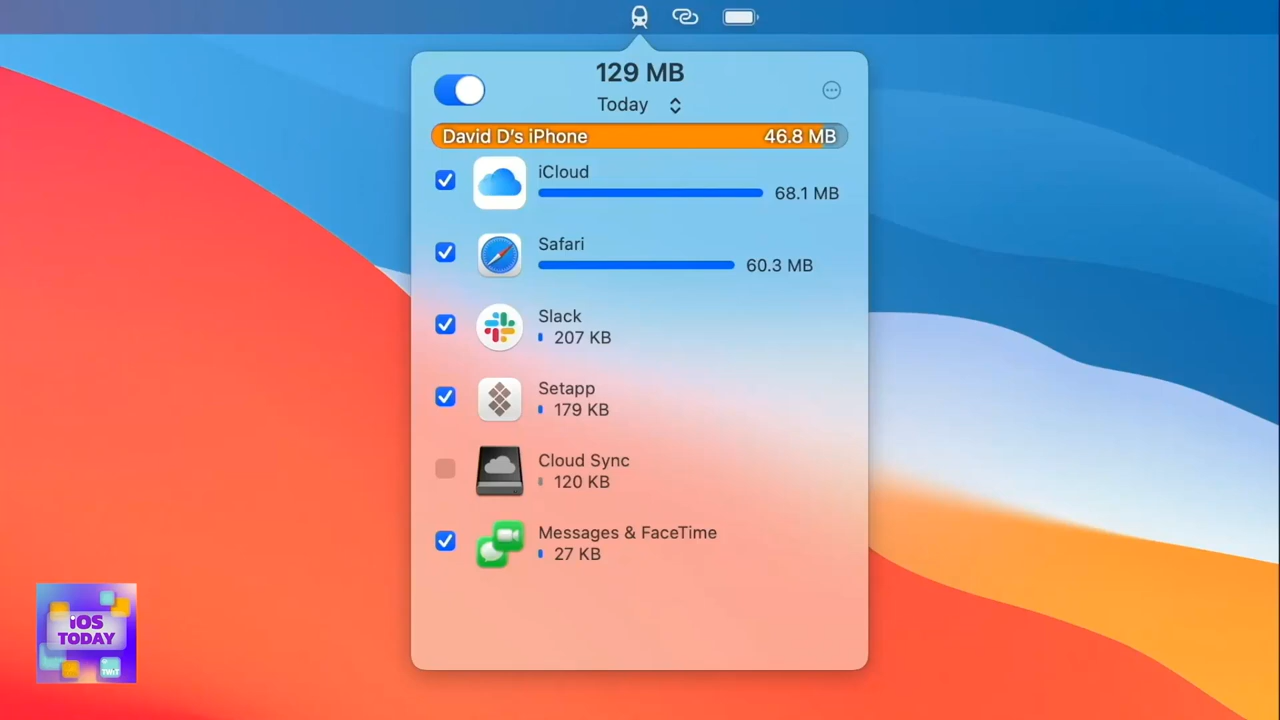 129 MB
Today
David D's iPhone 46.8 MB
iCloud
68.1 MB
Safari
60.3 MB
Slack
207 KB
Setapp
179 KB
Cloud Sync
120 KB
Messages & FaceTime
27 KB
iOS
TODAY
TWiT